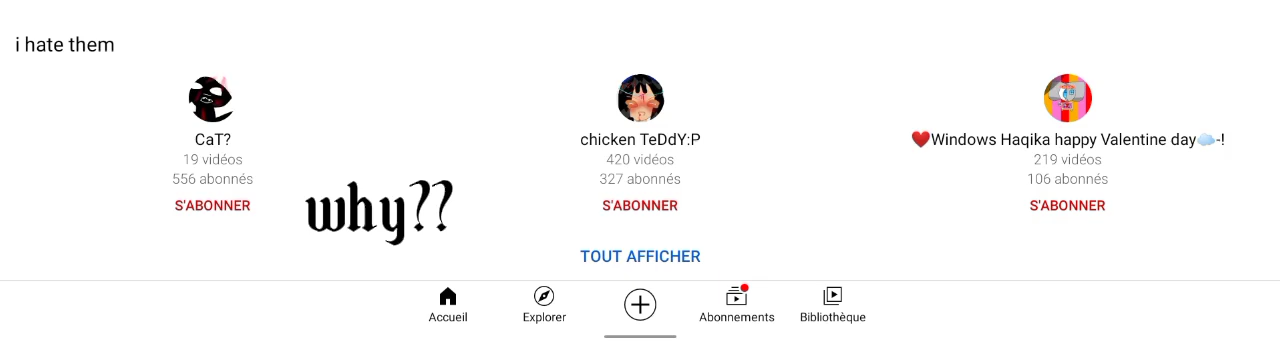 i hate them
CaT?
19 vidéos
556 abonnés
S'ABONNER
chicken TeDdY:P
420 vidéos
327 abonnés
S'ABONNER
❤️Windows Haqika happy Valentine day☁️-!
219 vidéos
106 abonnés
S'ABONNER
why??
TOUT AFFICHER
Accueil
Explorer
Abonnements
Bibliothèque